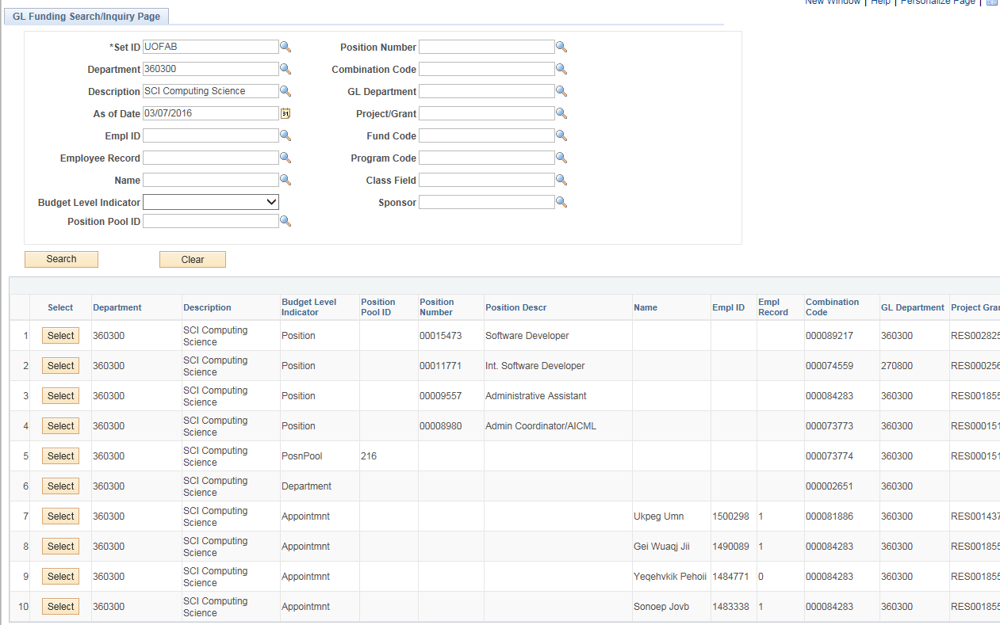 New Window | Help | Personalize Page |
GL Funding Search/Inquiry Page
*Set ID UOFAB Position Number
Department 360300 Combination Code
Description SCI Computing Science GL Department
As of Date 03/07/2016 31 Project/Grant
Empl ID Fund Code
Employee Record Program Code
Name Class Field
Budget Level Indicator Sponsor
Position Pool ID
Search Clear
Select Department Description Budget Level Indicator Position Pool ID Position Number Position Descr Name Empl ID Empl Record Combination Code GL Department Project Gran
1 Select 360300 SCI Computing Science Position 00015473 Software Developer 000089217 360300 RES002825
2 Select 360300 SCI Computing Science Position 00011771 Int. Software Developer 000074559 270800 RES000256
3 Select 360300 SCI Computing Science Position 00009557 Administrative Assistant 000084283 360300 RES001855
4 Select 360300 SCI Computing Science Position 00008980 Admin Coordinator/AICML 000073773 360300 RES000151
5 Select 360300 SCI Computing Science PosnPool 216 000073774 360300 RES000151
6 Select 360300 SCI Computing Science Department 000002651 360300
7 Select 360300 SCI Computing Science Appointmnt Ukpeg Umn 1500298 1 000081886 360300 RES001437
8 Select 360300 SCI Computing Science Appointmnt Gei Wuaqj Jii 1490089 1 000084283 360300 RES001855
9 Select 360300 SCI Computing Science Appointmnt Yeqehvkik Pehoii 1484771 0 000084283 360300 RES001855
10 Select 360300 SCI Computing Science Appointmnt Sonoep Jovb 1483338 1 000084283 360300 RES001855